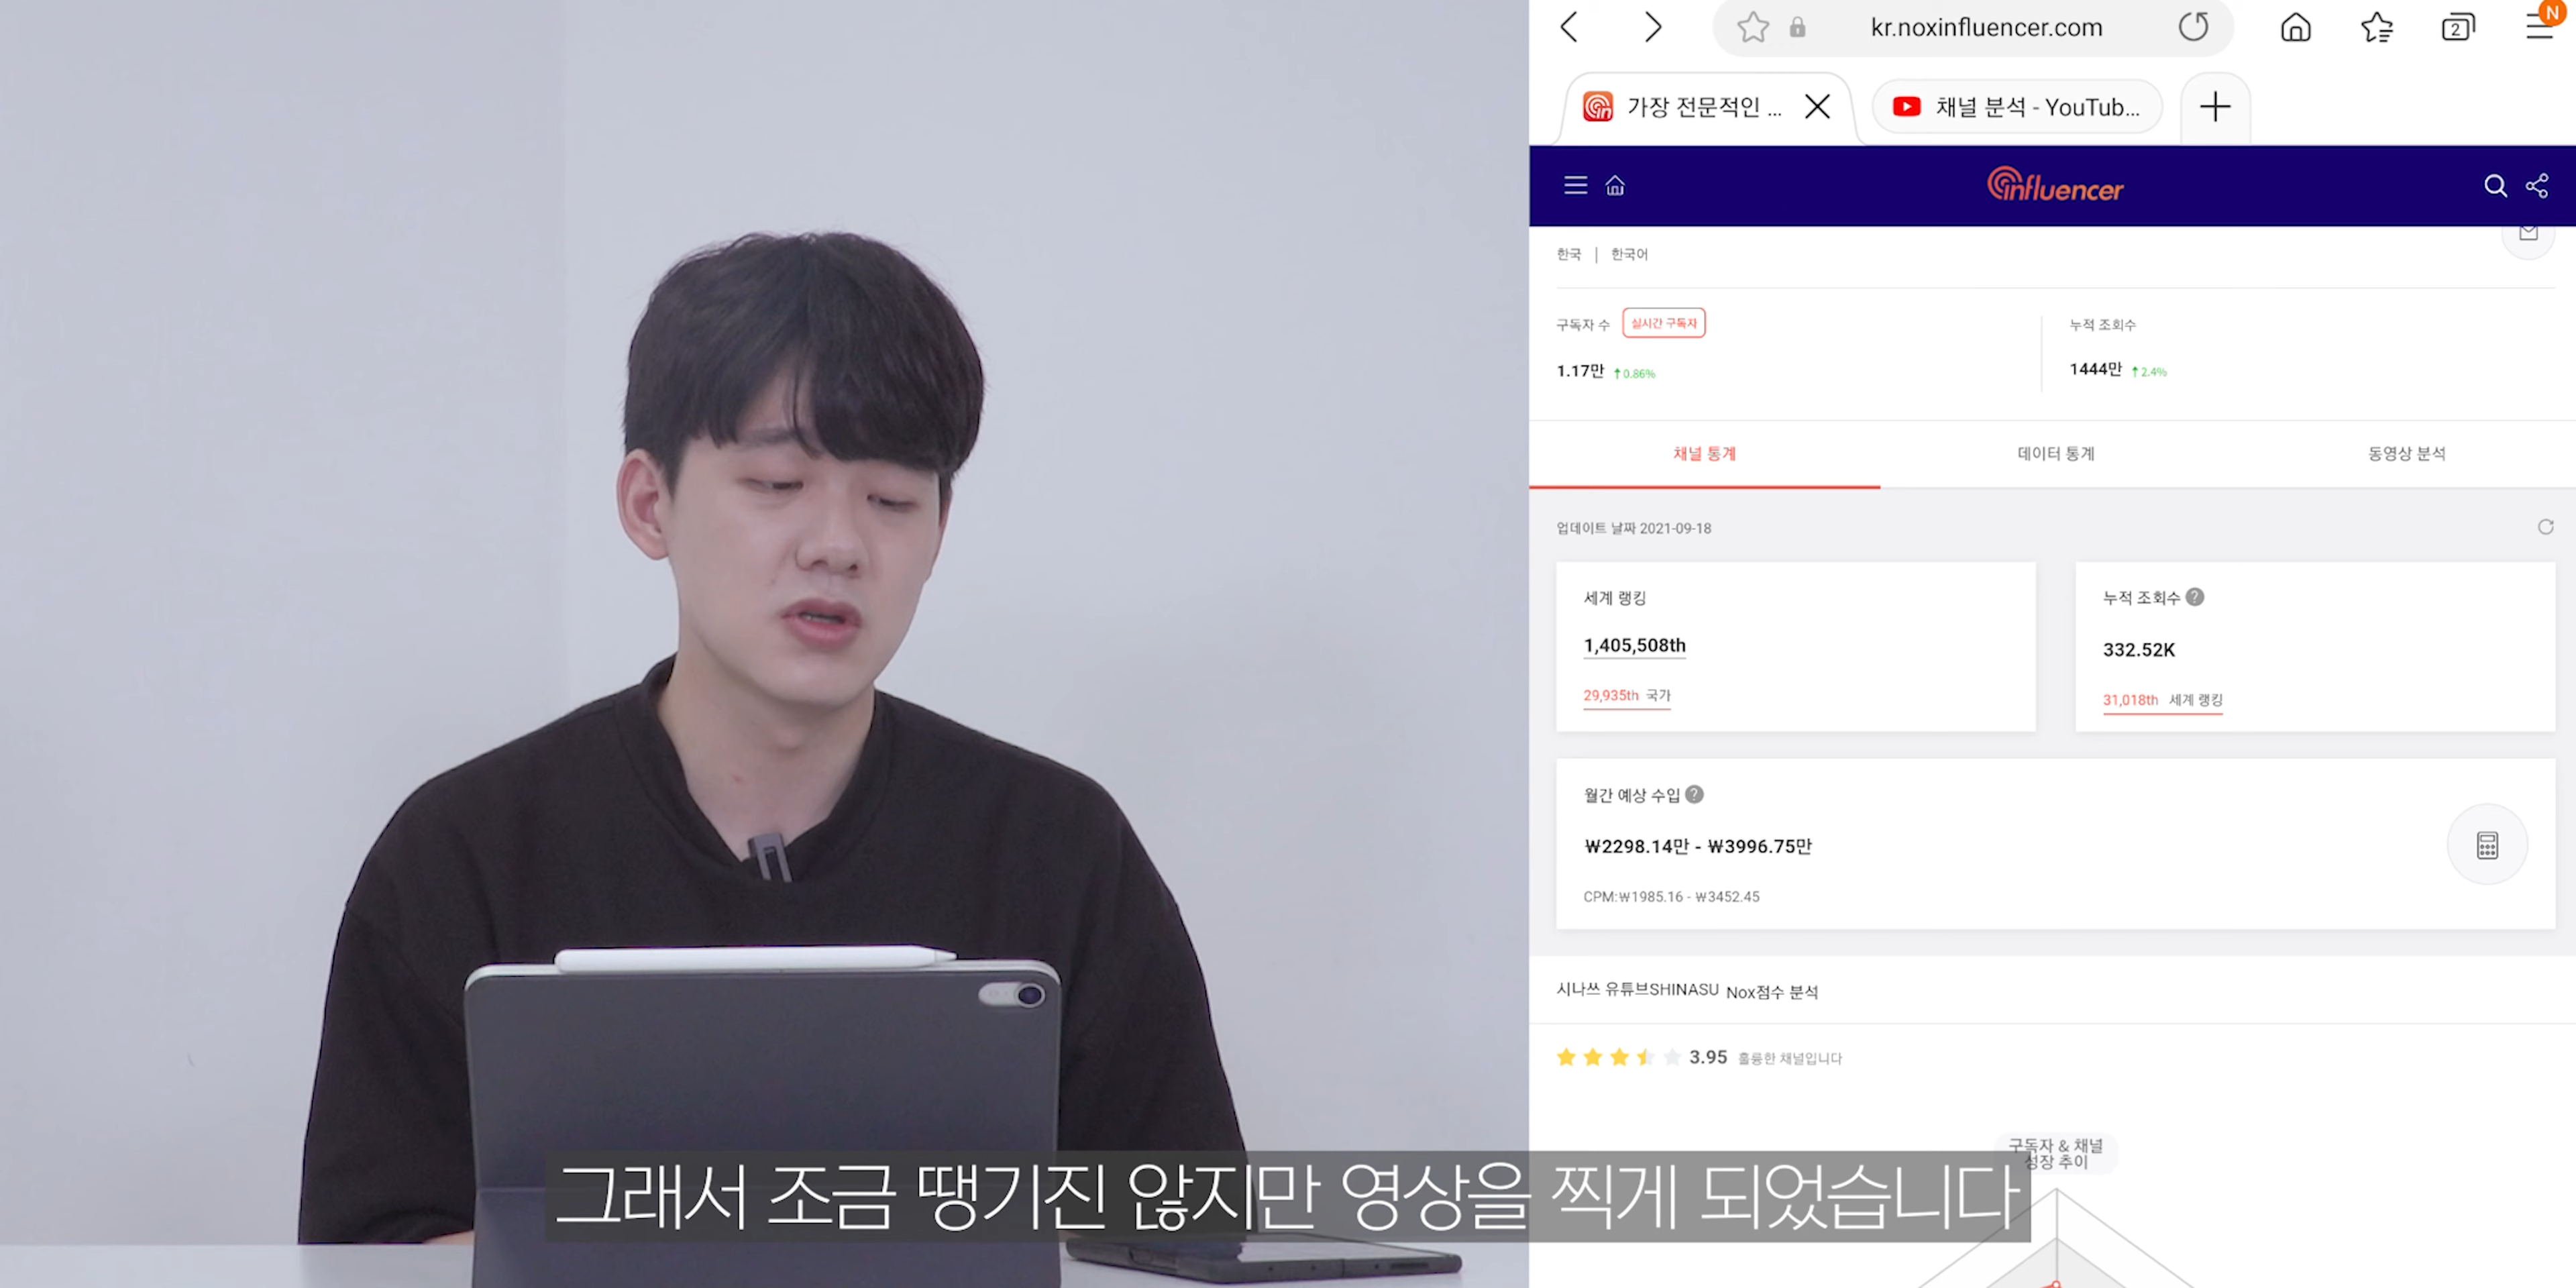 kr.noxinfluencer.com
2
N
가장 전문적인 ...
채널 분석 - YouTub...
influencer
한국 | 한국어
구독자 수 실시간 구독자
1.17만 0.86%
누적 조회수
1444만 2.4%
채널 통계 데이터 통계 동영상 분석
업데이트 날짜 2021-09-18
세계 랭킹
1,405,508th
29,935th 국가
누적 조회수 ?
332.52K
31,018th 세계 랭킹
월간 예상 수입 ?
₩2298.14만 - ₩3996.75만
CPM:₩1985.16 - ₩3452.45
시나쓰 유튜브SHINASU Nox점수 분석
3.95 훌륭한 채널입니다
구독자 & 채널
성장 추이
그래서 조금 땡기진 않지만 영상을 찍게 되었습니다